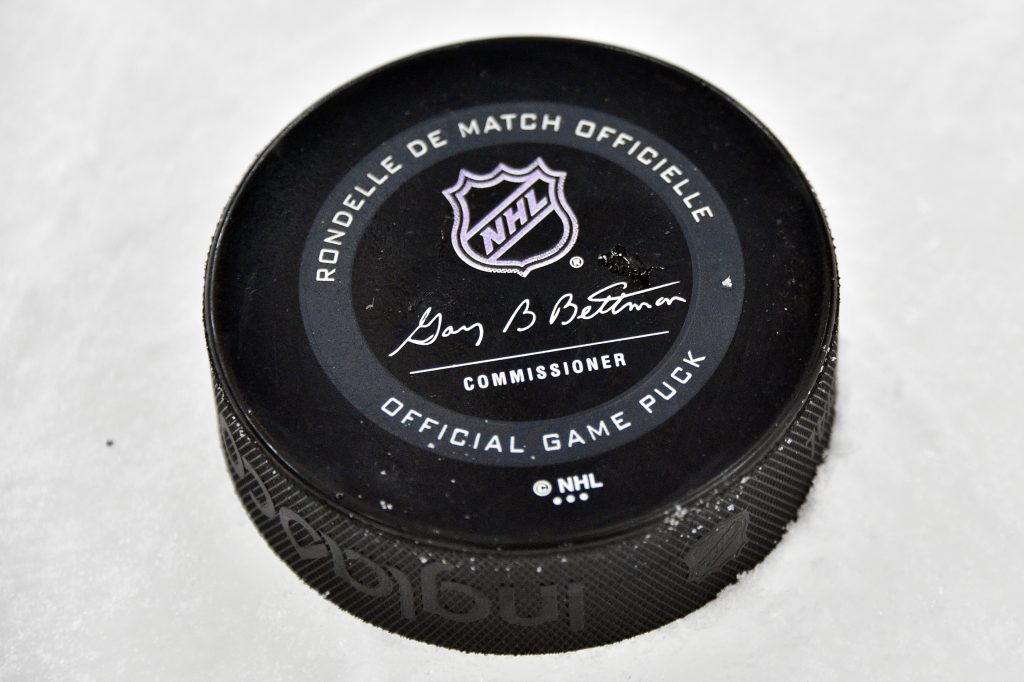 RONDELLE DE MATCH OFFICIELLE
NHL
®
Gary B Bettman
COMMISSIONER
OFFICIAL GAME PUCK
© NHL